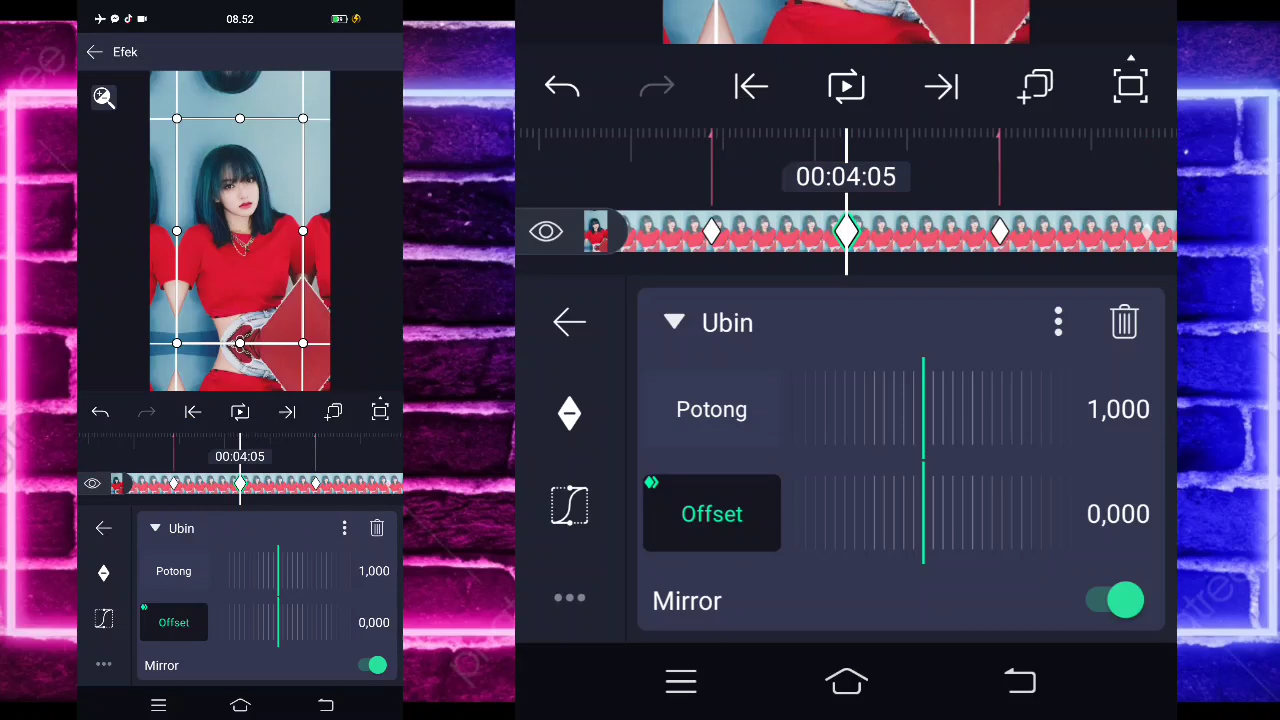 08.52
Efek
00:04:05
Ubin
Potong
1,000
Offset
0,000
Mirror
00:04:05
Ubin
Potong
1,000
Offset
0,000
Mirror